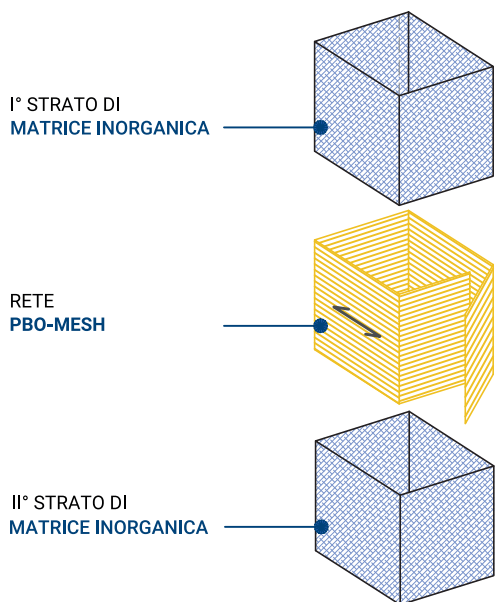 I° STRATO DI
MATRICE INORGANICA
RETE
PBO-MESH
II° STRATO DI
MATRICE INORGANICA